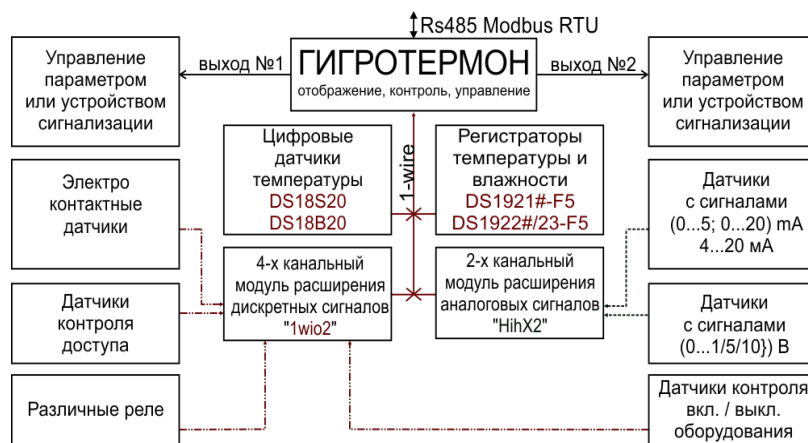 Rs485 Modbus RTU
Управление
параметром
или устройством
сигнализации
выход №1
ГИГРОТЕРМОН
отображение, контроль, управление
выход №2
Управление
параметром
или устройством
сигнализации
Цифровые
датчики
температуры
DS18S20
DS18B20
1-wire
Регистраторы
температуры и
влажности
DS1921#-F5
DS1922#/23-F5
Электро
контактные
датчики
Датчики
с сигналами
(0...5; 0...20) mA
4...20 мА
4-х канальный
модуль расширения
дискретных сигналов
"1wio2"
2-х канальный
модуль расширения
аналоговых сигналов
"HihX2"
Датчики
контроля
доступа
Датчики
с сигналами
(0...1/5/10}) В
Различные реле
Датчики контроля
вкл. / выкл.
оборудования